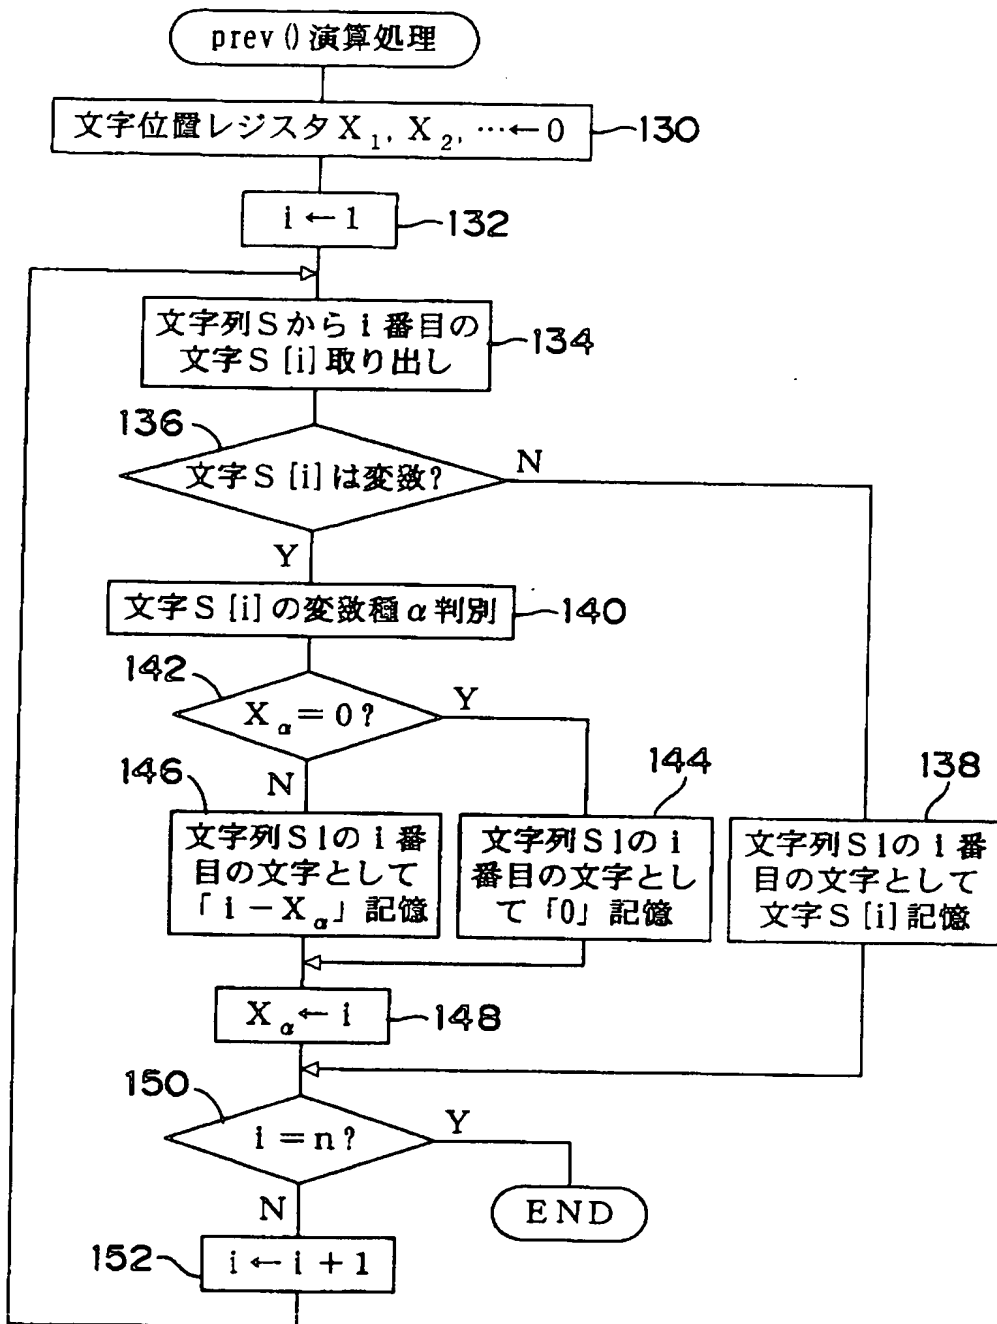 prev()演算処理
文字位置レジスタX₁, X₂, …←0
130
i←1
132
文字列Sからi番目の
文字S[i]取り出し
134
136
文字S[i]は変数?
N
Y
文字S[i]の変数種α判別
140
142
Xα=0?
Y
N
146
文字列S1のi番
目の文字として
「i-Xα」記憶
144
文字列S1のi
番目の文字とし
て「0」記憶
138
文字列S1のi番
目の文字として
文字S[i]記憶
Xα←i
148
150
i=n?
Y
N
END
152
i←i+1